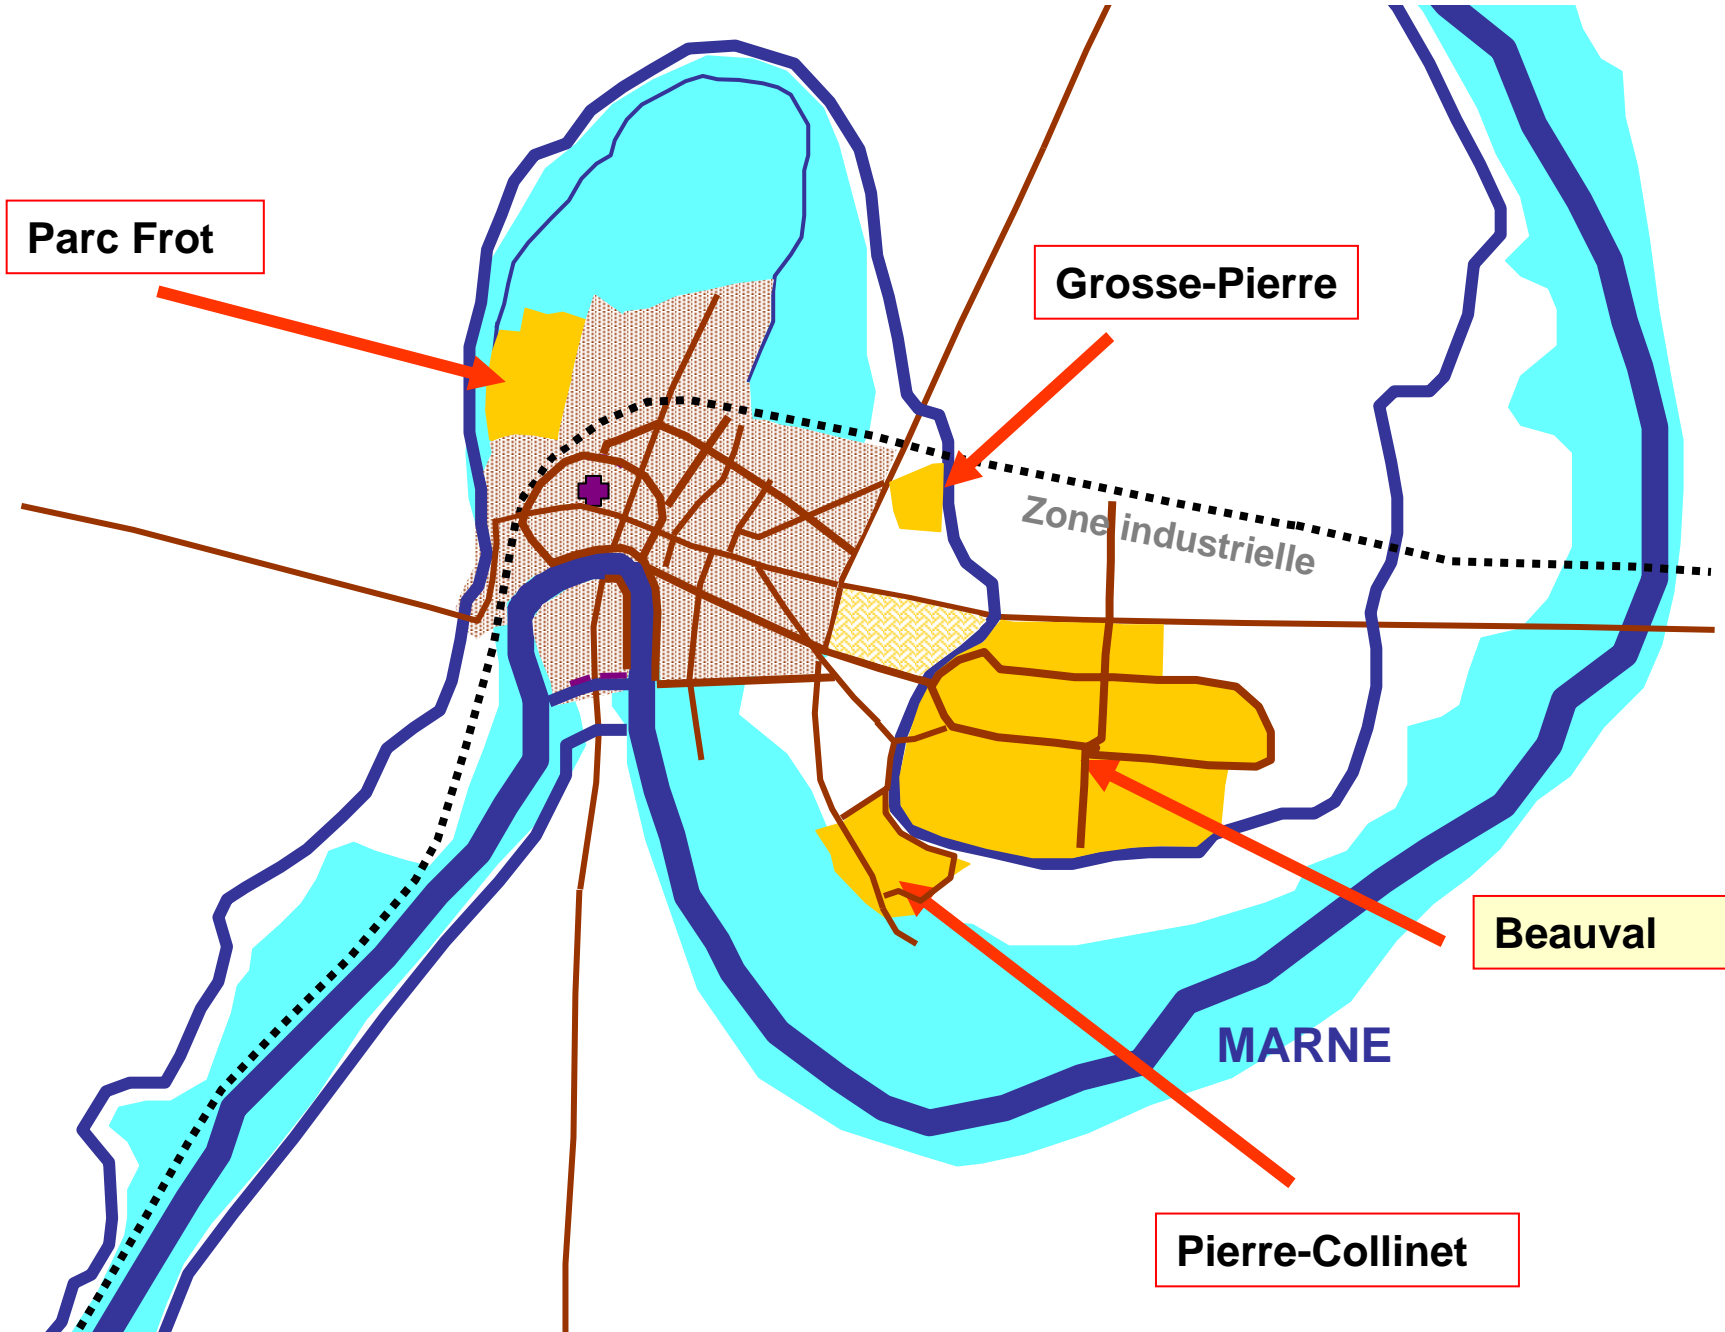 Parc Frot
Grosse-Pierre
Zone industrielle
Beauval
MARNE
Pierre-Collinet